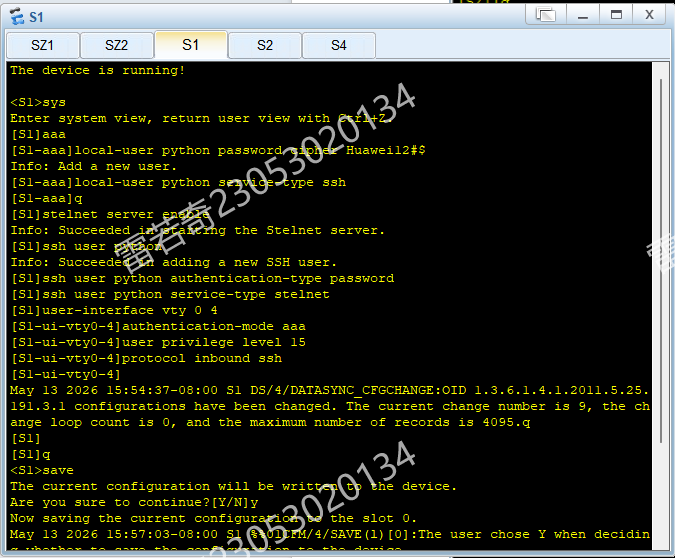 S1
SZ1
SZ2
S1
S2
S4
The device is running!
<S1>sys
Enter system view, return user view with Ctrl+Z.
[S1]aaa
[S1-aaa]local-user python password cipher Huawei12#$
Info: Add a new user.
[S1-aaa]local-user python service-type ssh
[S1-aaa]q
[S1]stelnet server enable
Info: Succeeded in starting the Stelnet server.
[S1]ssh user python
Info: Succeeded in adding a new SSH user.
[S1]ssh user python authentication-type password
[S1]ssh user python service-type stelnet
[S1]user-interface vty 0 4
[S1-ui-vty0-4]authentication-mode aaa
[S1-ui-vty0-4]user privilege level 15
[S1-ui-vty0-4]protocol inbound ssh
[S1-ui-vty0-4]
May 13 2026 15:54:37-08:00 S1 DS/4/DATASYNC_CFGCHANGE:OID 1.3.6.1.4.1.2011.5.25.
191.3.1 configurations have been changed. The current change number is 9, the ch
ange loop count is 0, and the maximum number of records is 4095.q
[S1]
[S1]q
<S1>save
The current configuration will be written to the device.
Are you sure to continue?[Y/N]y
Now saving the current configuration to the slot 0.
May 13 2026 15:57:03-08:00 S1 %%01CFM/4/SAVE(l)[0]:The user chose Y when decidin
g whether to save the configuration to the device.
雷若奇23053020134
23053020134
雷